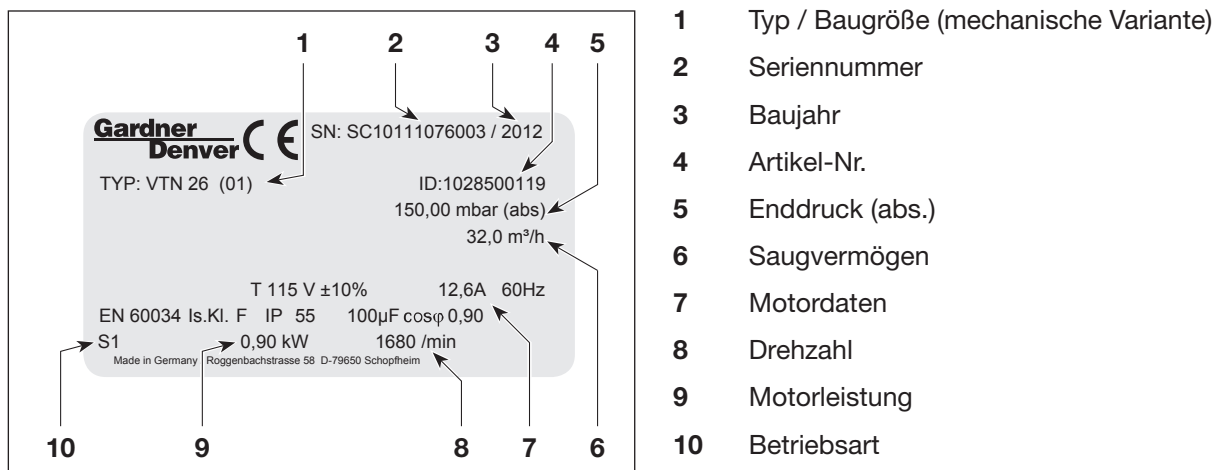 1 2 3 4 5
Gardner
Denver CE
SN: SC10111076003 / 2012
TYP: VTN 26 (01) ID:1028500119
150,00 mbar (abs)
32,0 m³/h
T 115 V ±10% 12,6A 60Hz
EN 60034 Is.Kl. F IP 55 100µF cosφ 0,90
S1 0,90 kW 1680 /min
Made in Germany Roggenbachstrasse 58 D-79650 Schopfheim
10 9 8 7 6
1 Typ / Baugröße (mechanische Variante)
2 Seriennummer
3 Baujahr
4 Artikel-Nr.
5 Enddruck (abs.)
6 Saugvermögen
7 Motordaten
8 Drehzahl
9 Motorleistung
10 Betriebsart